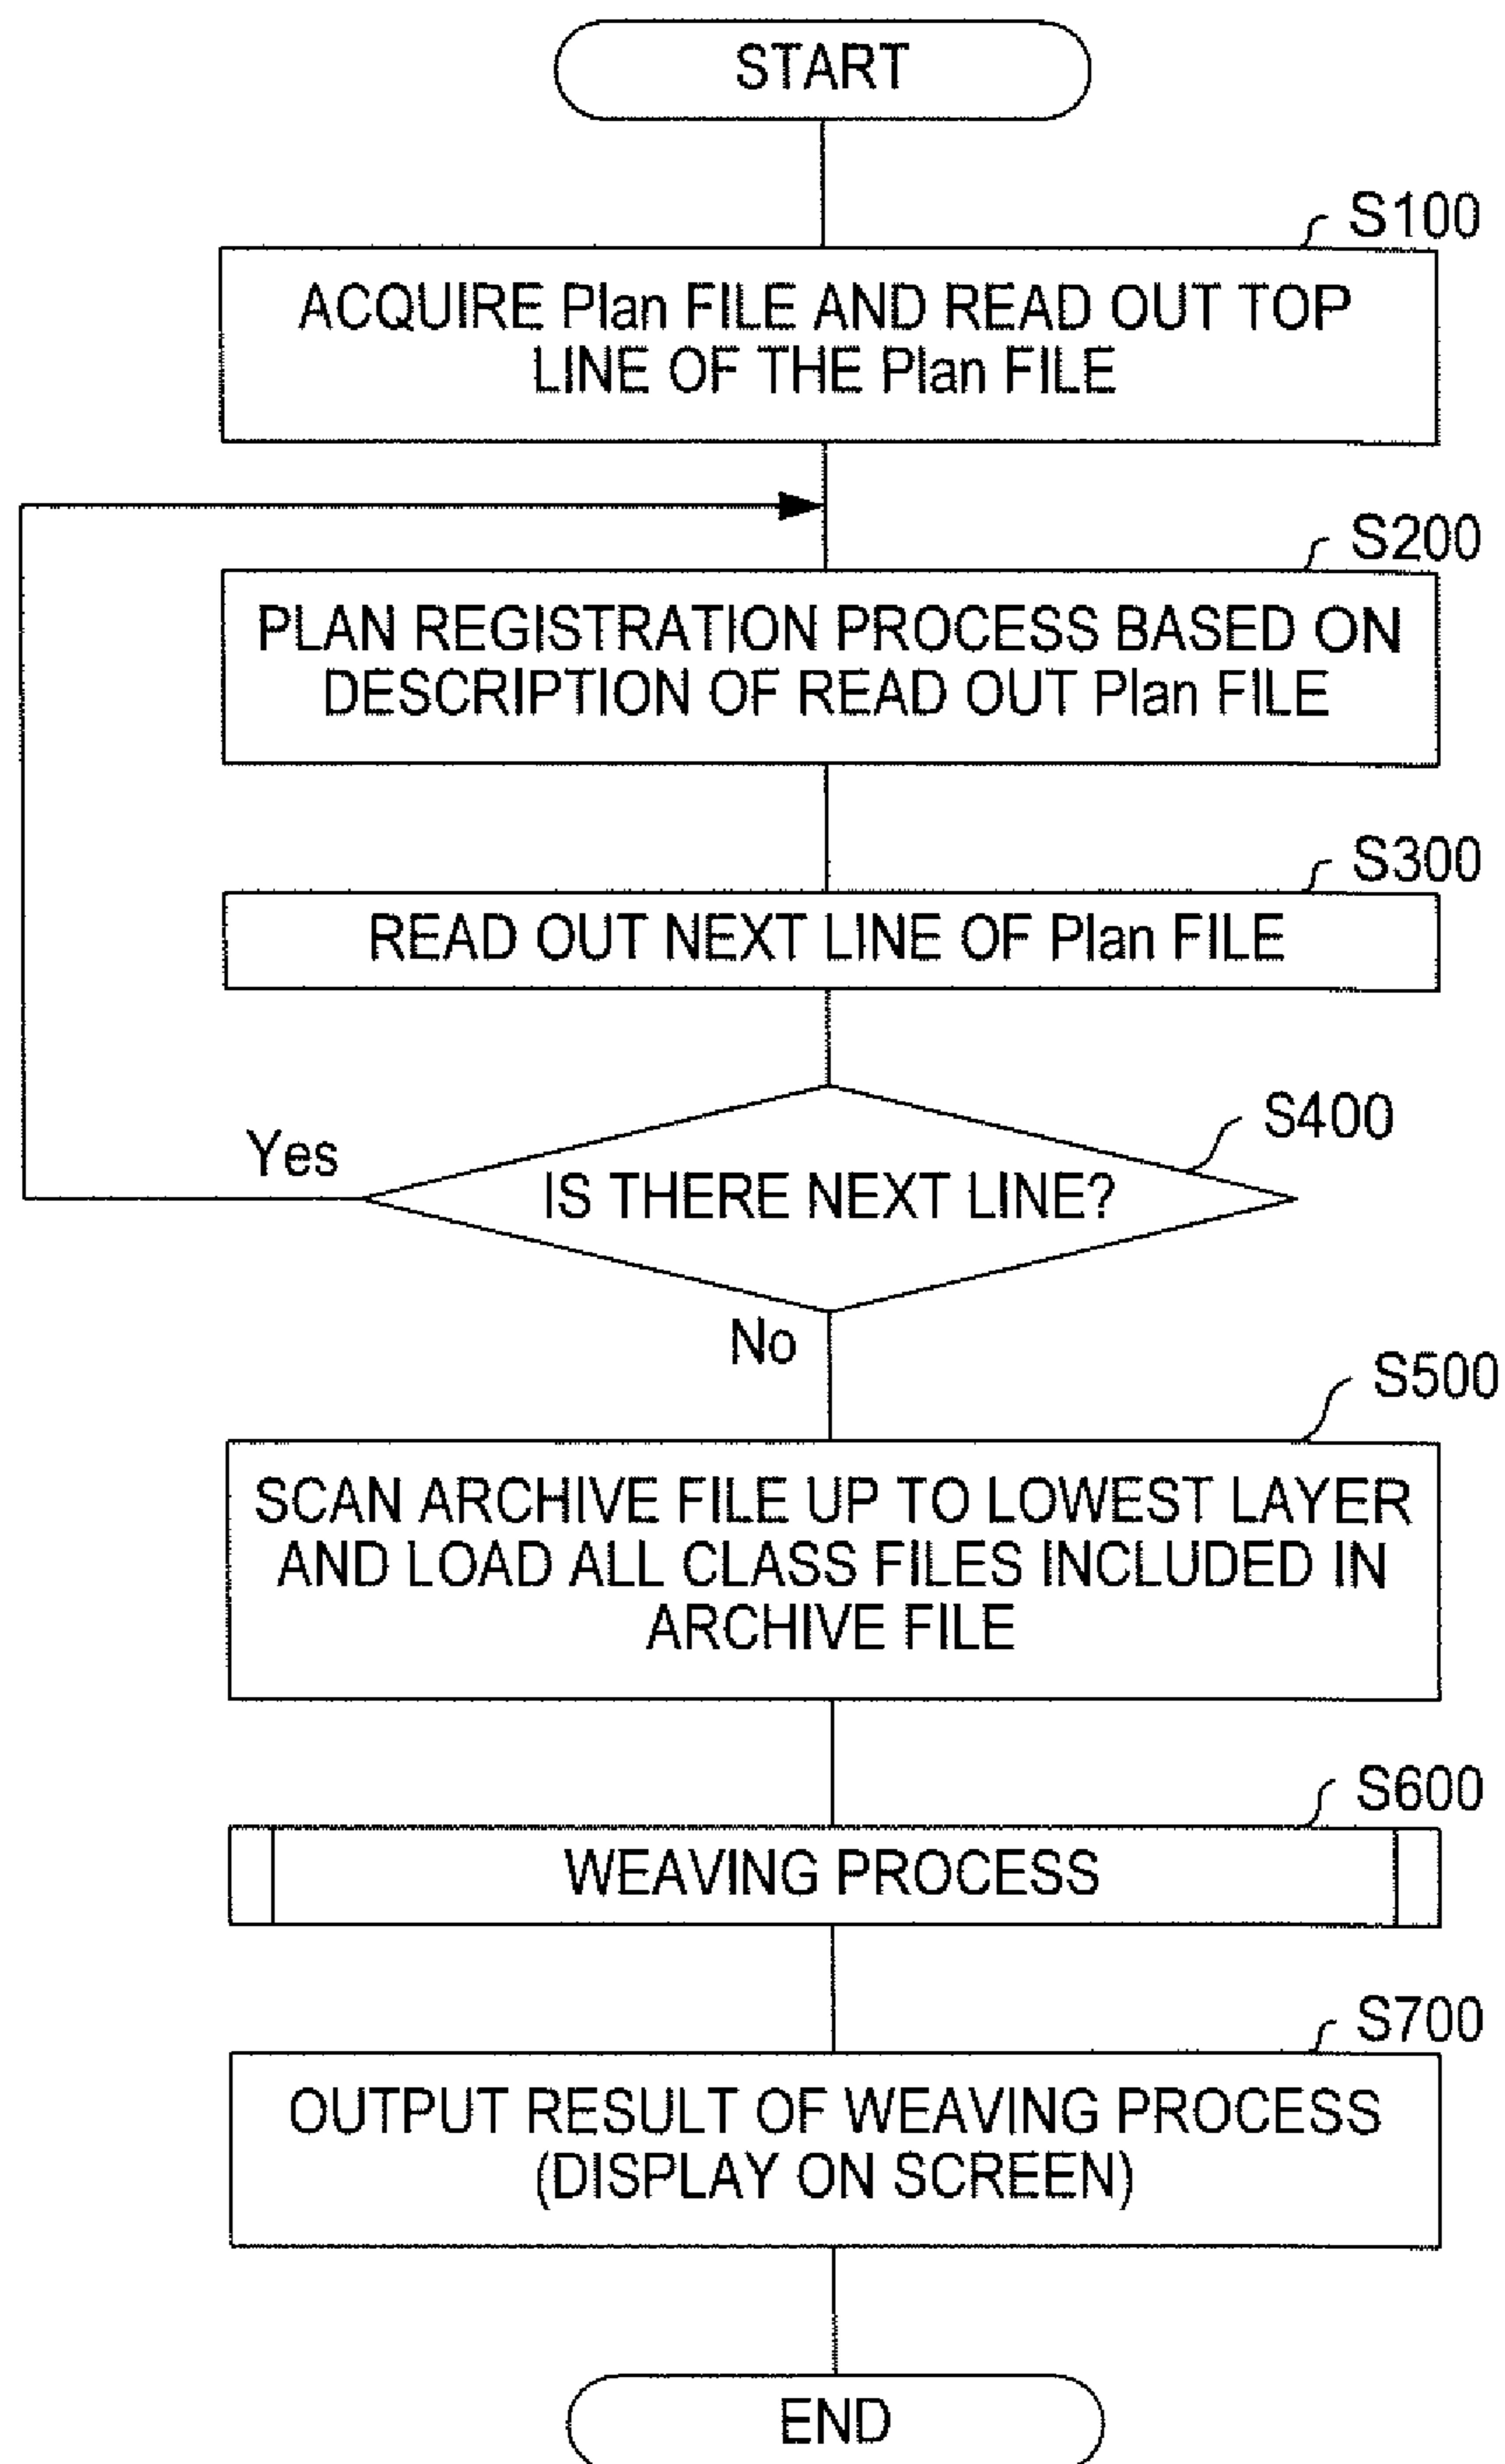 START
S100
ACQUIRE Plan FILE AND READ OUT TOP
LINE OF THE Plan FILE
S200
PLAN REGISTRATION PROCESS BASED ON
DESCRIPTION OF READ OUT Plan FILE
S300
READ OUT NEXT LINE OF Plan FILE
S400
Yes
IS THERE NEXT LINE?
No
S500
SCAN ARCHIVE FILE UP TO LOWEST LAYER
AND LOAD ALL CLASS FILES INCLUDED IN
ARCHIVE FILE
S600
WEAVING PROCESS
S700
OUTPUT RESULT OF WEAVING PROCESS
(DISPLAY ON SCREEN)
END